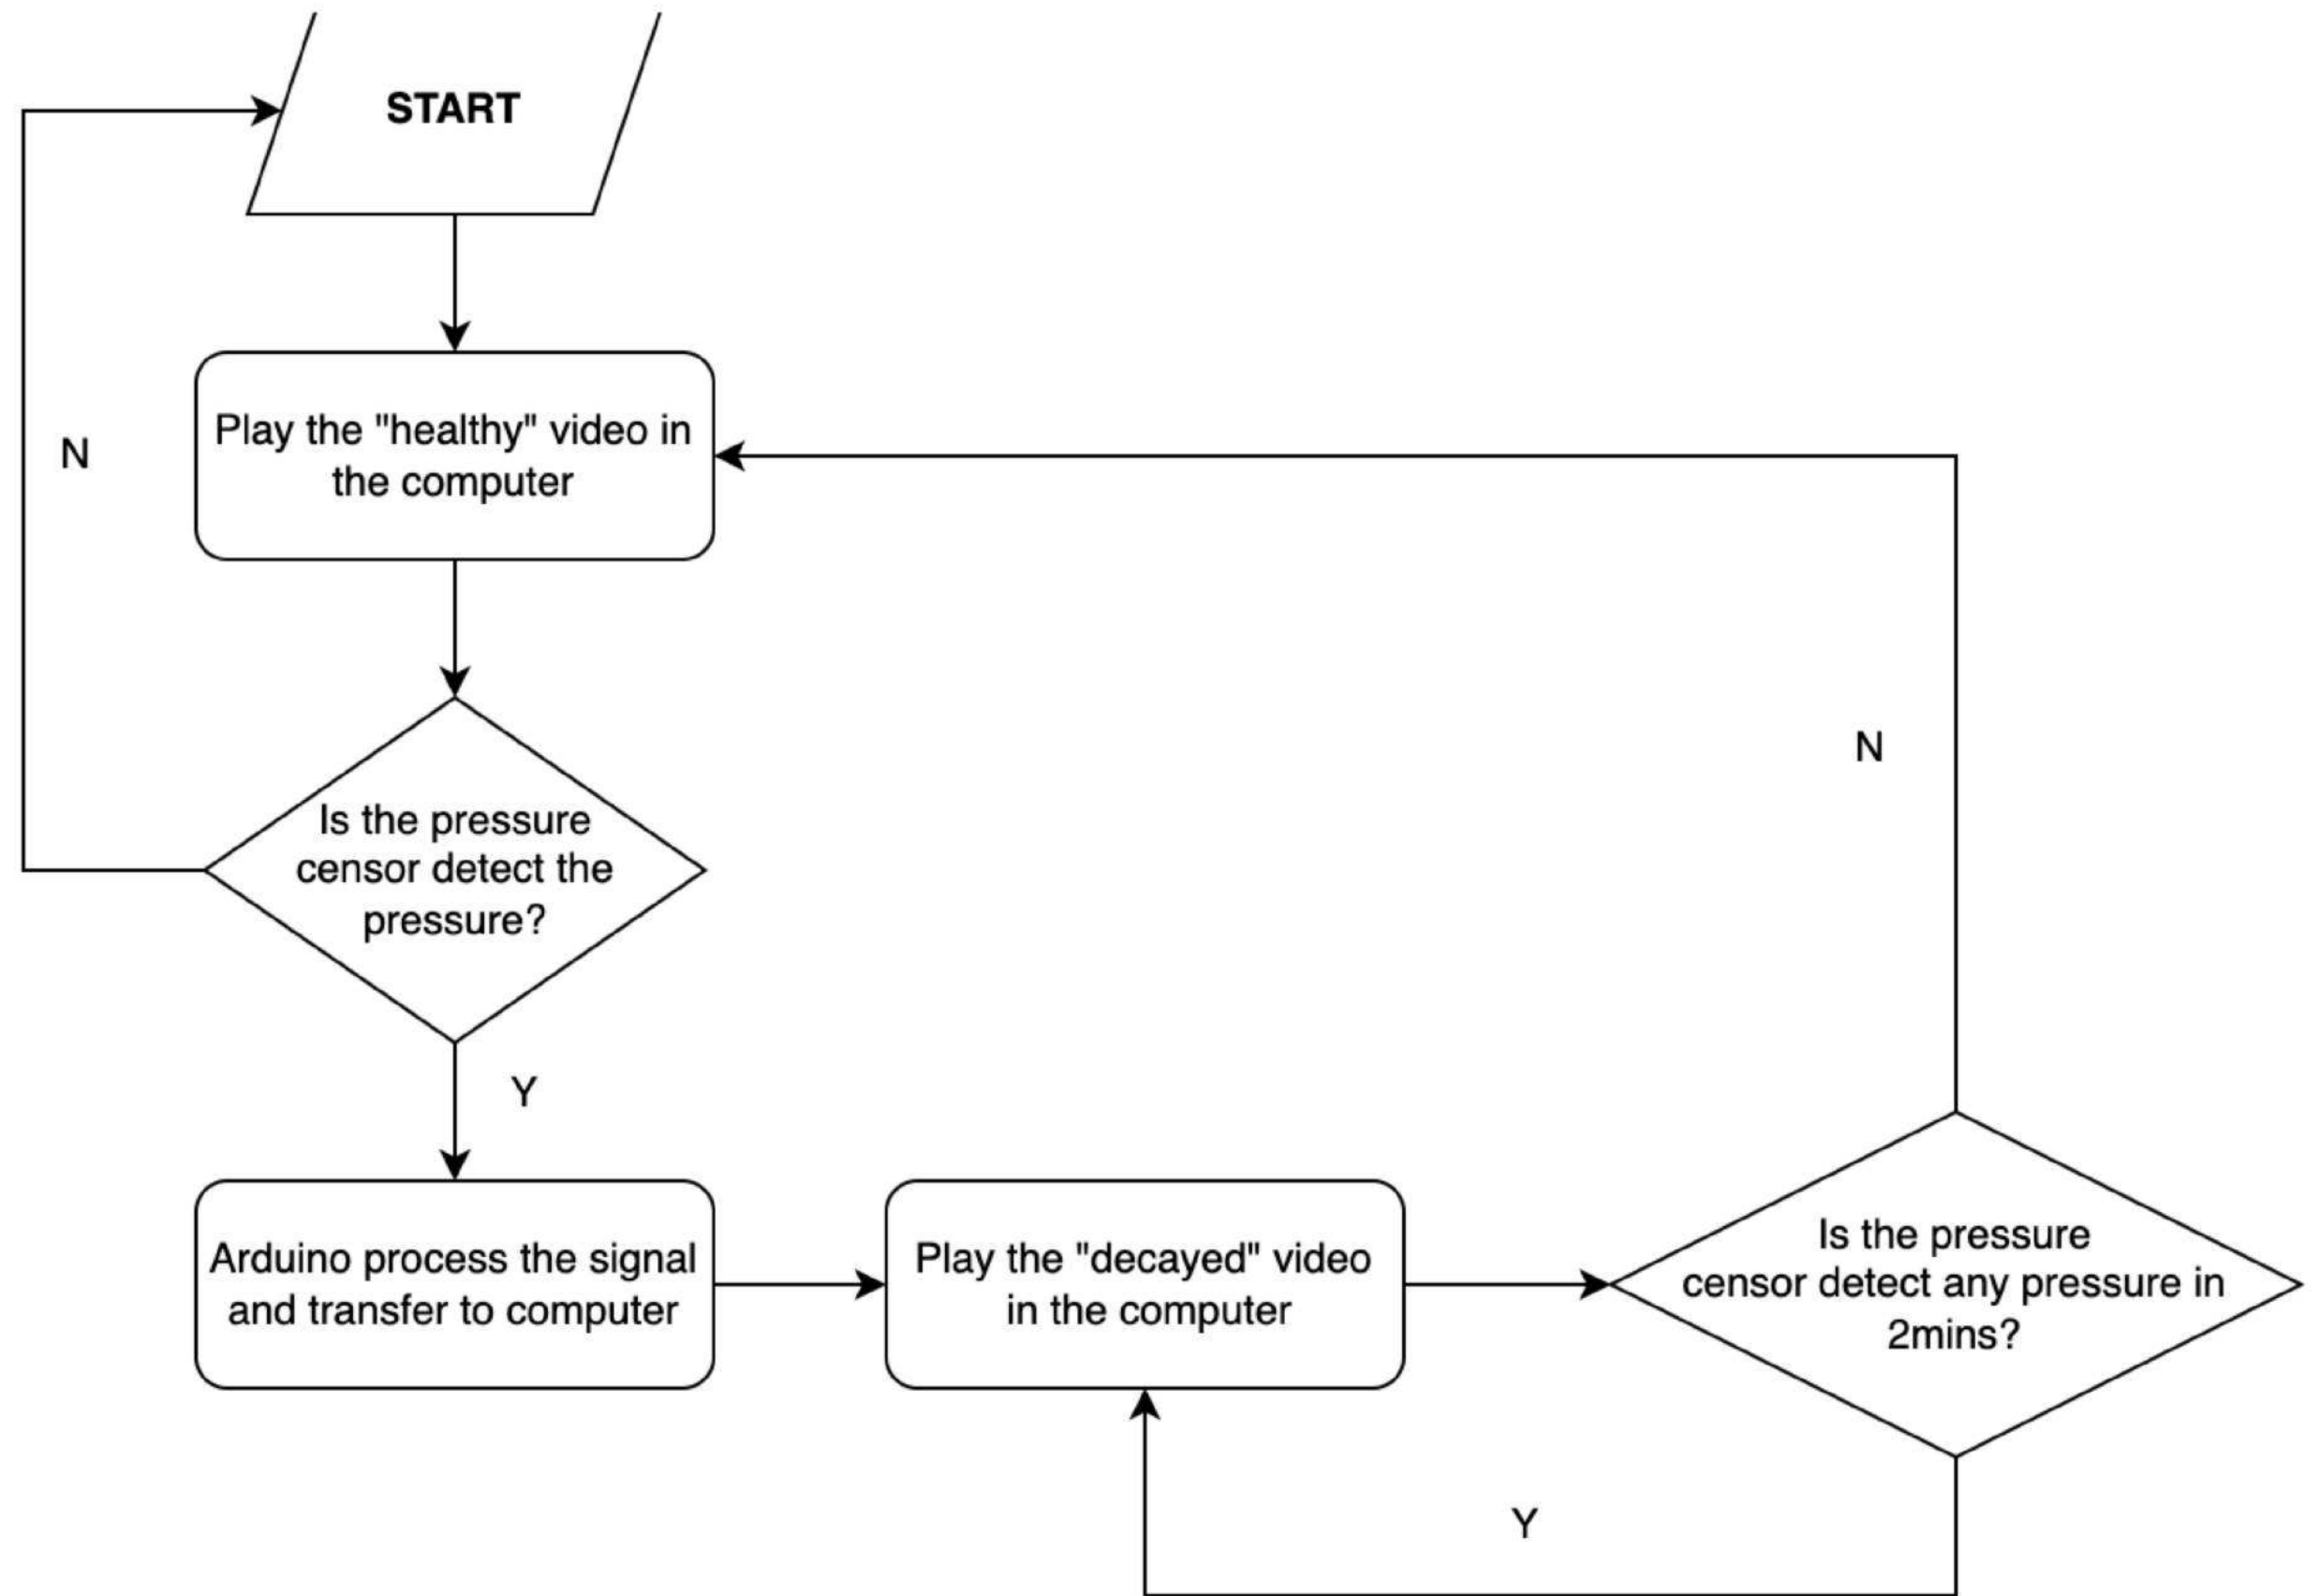 START
Play the "healthy" video in
the computer
N
N
Is the pressure
censor detect the
pressure?
Y
Arduino process the signal
and transfer to computer
Play the "decayed" video
in the computer
Is the pressure
censor detect any pressure in
2mins?
Y